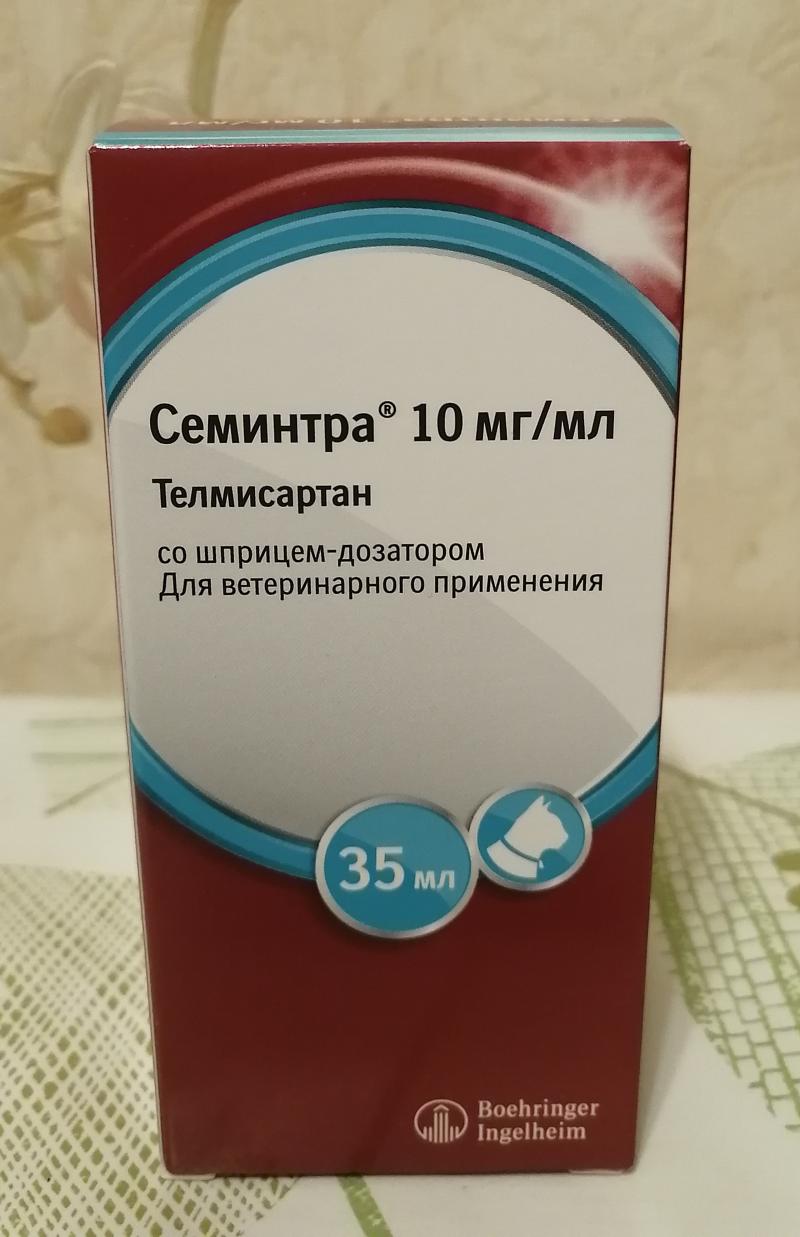 Семинтра® 10 мг/мл
Телмисартан
со шприцем-дозатором
Для ветеринарного применения
35 мл
Boehringer
Ingelheim